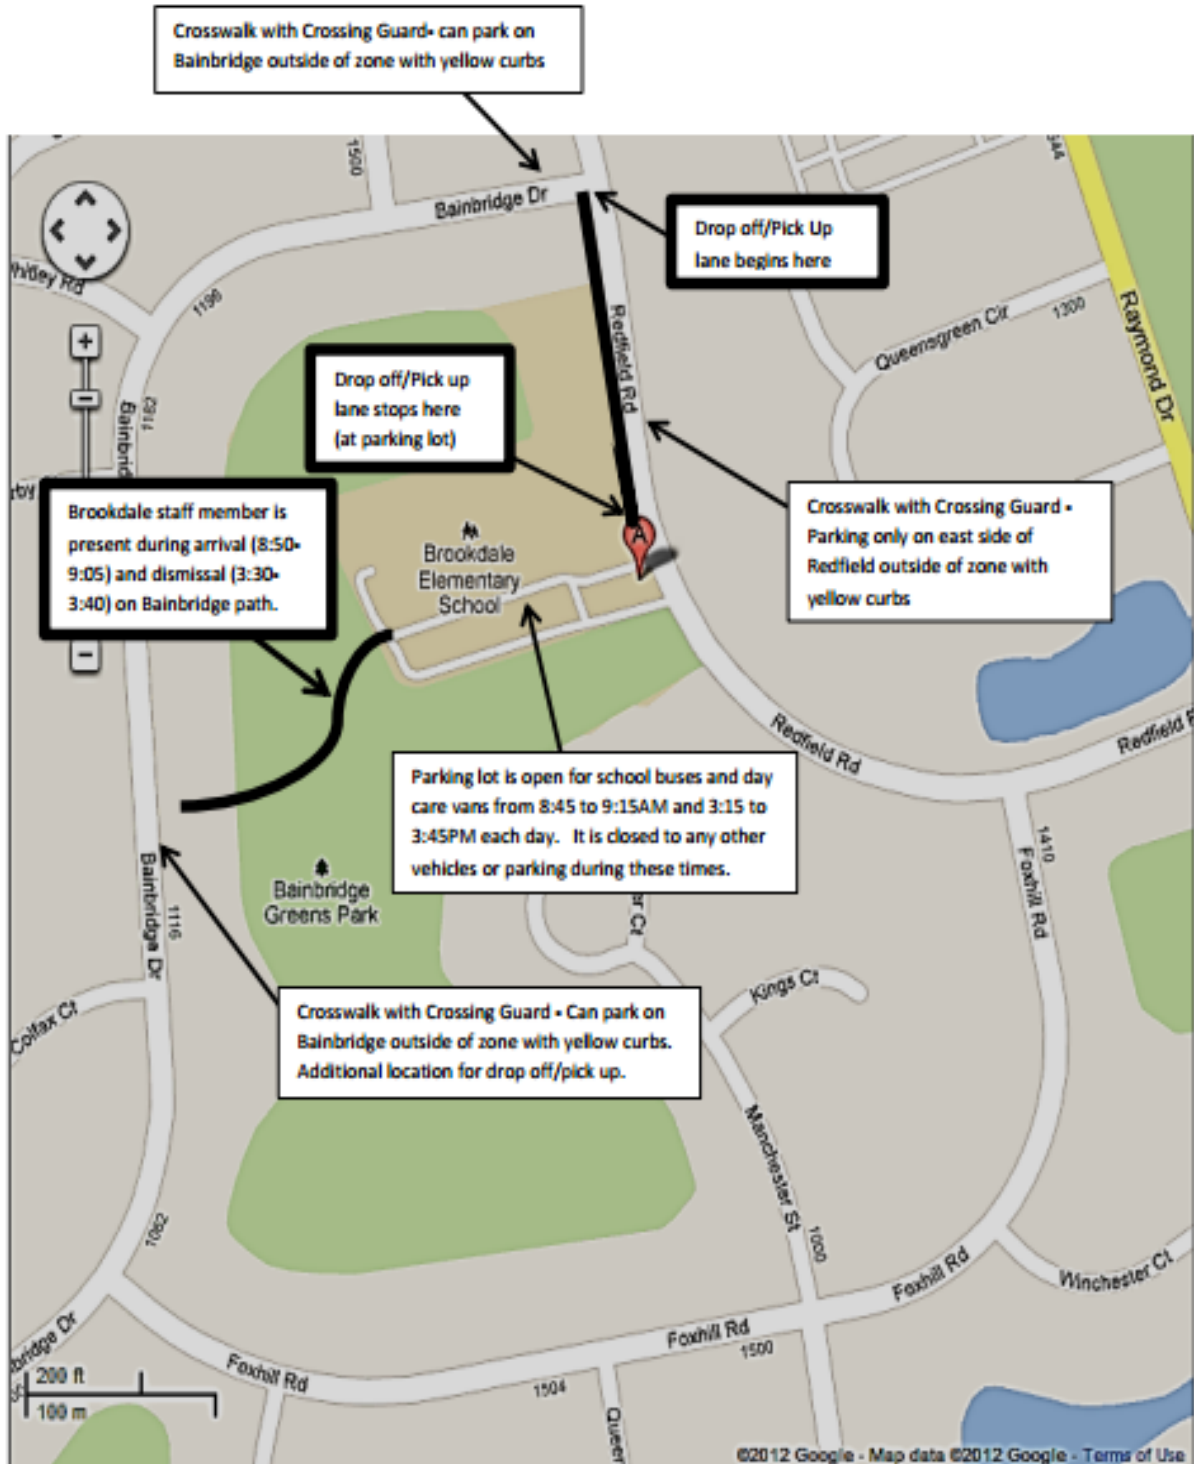 Crosswalk with Crossing Guard- can park on
Bainbridge outside of zone with yellow curbs
1500
Bainbridge Dr
Drop off/Pick Up
lane begins here
1196
Redfield Rd
Queensgreen Cir
1300
Raymond Dr
Drop off/Pick up
lane stops here
(at parking lot)
1182
Brookdale staff member is
present during arrival (8:50-
9:05) and dismissal (3:30-
3:40) on Bainbridge path.
A
Brookdale
Elementary
School
Crosswalk with Crossing Guard -
Parking only on east side of
Redfield outside of zone with
yellow curbs
Redfield Rd
Redfield R
Parking lot is open for school buses and day
care vans from 8:45 to 9:15AM and 3:15 to
3:45PM each day. It is closed to any other
vehicles or parking during these times.
Bainbridge Dr
1116
Bainbridge
Greens Park
1410
Foxhill Rd
Ct
Kings Ct
Colfax Ct
Crosswalk with Crossing Guard - Can park on
Bainbridge outside of zone with yellow curbs.
Additional location for drop off/pick up.
Manchester St
1000
1062
Winchester Ct
Foxhill Rd
Foxhill Rd
1500
Foxhill Rd
1504
bridge Dr
200 ft
100 m
Queen
©2012 Google - Map data ©2012 Google - Terms of Use